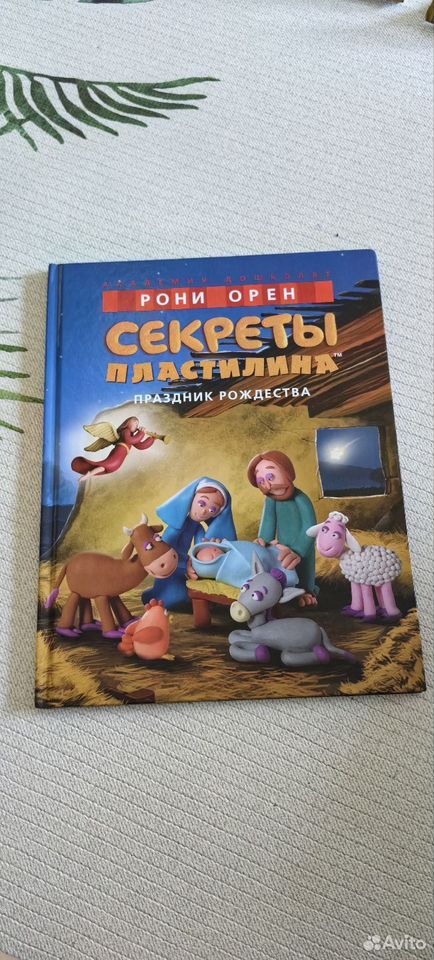 АКАДЕМИЯ ДОШКОЛЯТ
РОНИ ОРЕН
СЕКРЕТЫ
ПЛАСТИЛИНА™
ПРАЗДНИК РОЖДЕСТВА
Avito